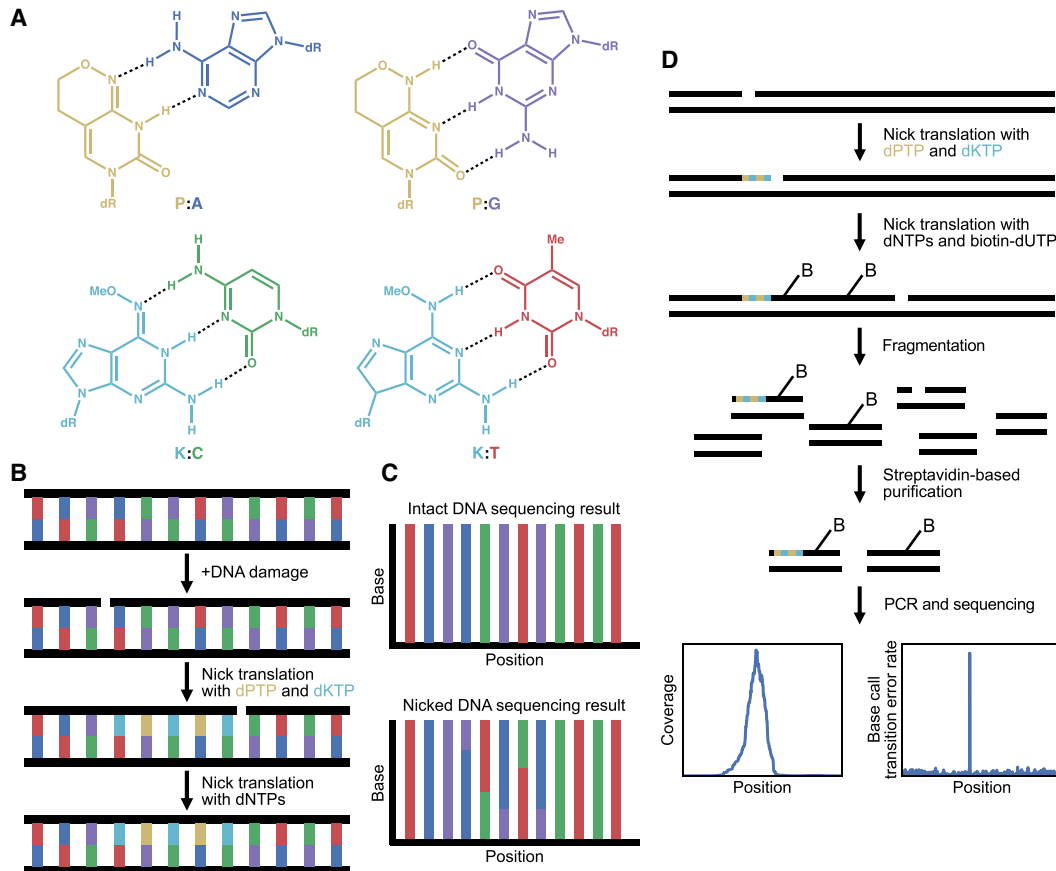 A
H
N
H
O
N
N
H
N
O
N
dR
N
N
N
N
dR
P:A
O
N
H
N
O
N
dR
O
N
N
dR
H
N
N
N
H
H
P:G
MeO
N
N
H
N
N
N
N
H
H
dR
H
N
H
N
N
dR
O
K:C
MeO
N
H
N
N
N
N
H
H
dR
Me
O
N
H
N
dR
O
K:T
B
+DNA damage
Nick translation
with dPTP and dKTP
Nick translation
with dNTPs
C
Intact DNA sequencing result
Base
Position
Nicked DNA sequencing result
Base
Position
D
Nick translation with
dPTP and dKTP
Nick translation with
dNTPs and biotin-dUTP
B
B
Fragmentation
B
B
Streptavidin-based
purification
B
B
PCR and sequencing
Coverage
Position
Base call
transition error rate
Position